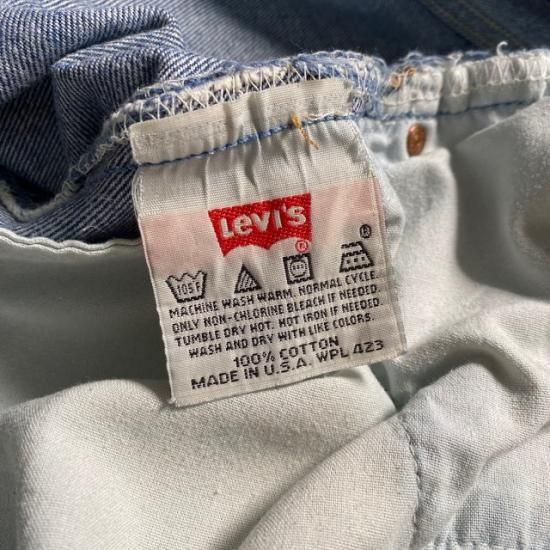 Levi's
®
105F
MACHINE WASH WARM. NORMAL CYCLE.
ONLY NON-CHLORINE BLEACH IF NEEDED.
TUMBLE DRY HOT. HOT IRON IF NEEDED.
WASH AND DRY WITH LIKE COLORS.
100% COTTON
MADE IN U.S.A. WPL 423